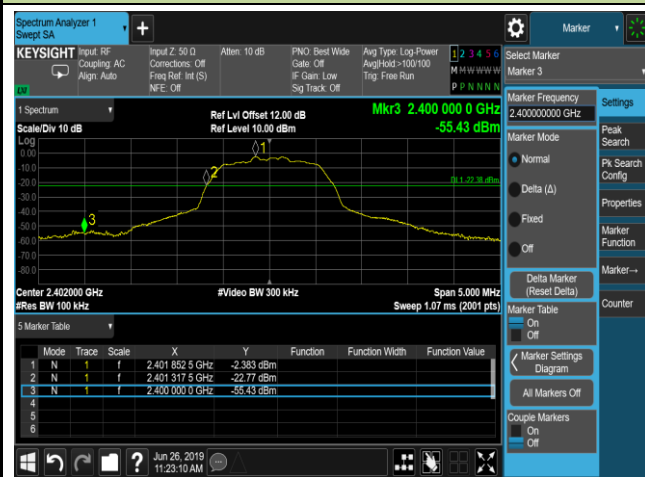 Spectrum Analyzer 1
Swept SA
+
Marker
KEYSIGHT
Input: RF
Coupling: AC
Align: Auto
Input Z: 50 Ω
Corrections: Off
Freq Ref: Int (S)
NFE: Off
Atten: 10 dB
PNO: Best Wide
Gate: Off
IF Gain: Low
Sig Track: Off
Avg Type: Log-Power
Avg|Hold:>100/100
Trig: Free Run
1 2 3 4 5 6
M M W W W W
P P N N N N
LXI
Select Marker
Marker 3
1 Spectrum
Scale/Div 10 dB
Ref Lvl Offset 12.00 dB
Ref Level 10.00 dBm
Mkr3 2.400 000 0 GHz
-55.43 dBm
Log
0.00
-10.0
-20.0
-30.0
-40.0
-50.0
-60.0
-70.0
-80.0
1
2
3
DL1 -22.38 dBm
Center 2.402000 GHz
#Res BW 100 kHz
#Video BW 300 kHz
Span 5.000 MHz
Sweep 1.07 ms (2001 pts)
5 Marker Table
Mode Trace Scale X Y Function Function Width Function Value
1 N 1 f 2.401 852 5 GHz -2.383 dBm
2 N 1 f 2.401 317 5 GHz -22.77 dBm
3 N 1 f 2.400 000 0 GHz -55.43 dBm
4
5
6
Marker Frequency
2.400000000 GHz
Marker Mode
Normal
Delta (Δ)
Fixed
Off
Delta Marker
(Reset Delta)
Marker Table
On
Off
Marker Settings
Diagram
All Markers Off
Couple Markers
On
Off
Settings
Peak
Search
Pk Search
Config
Properties
Marker
Function
Marker→
Counter
?
Jun 26, 2019
11:23:10 AM